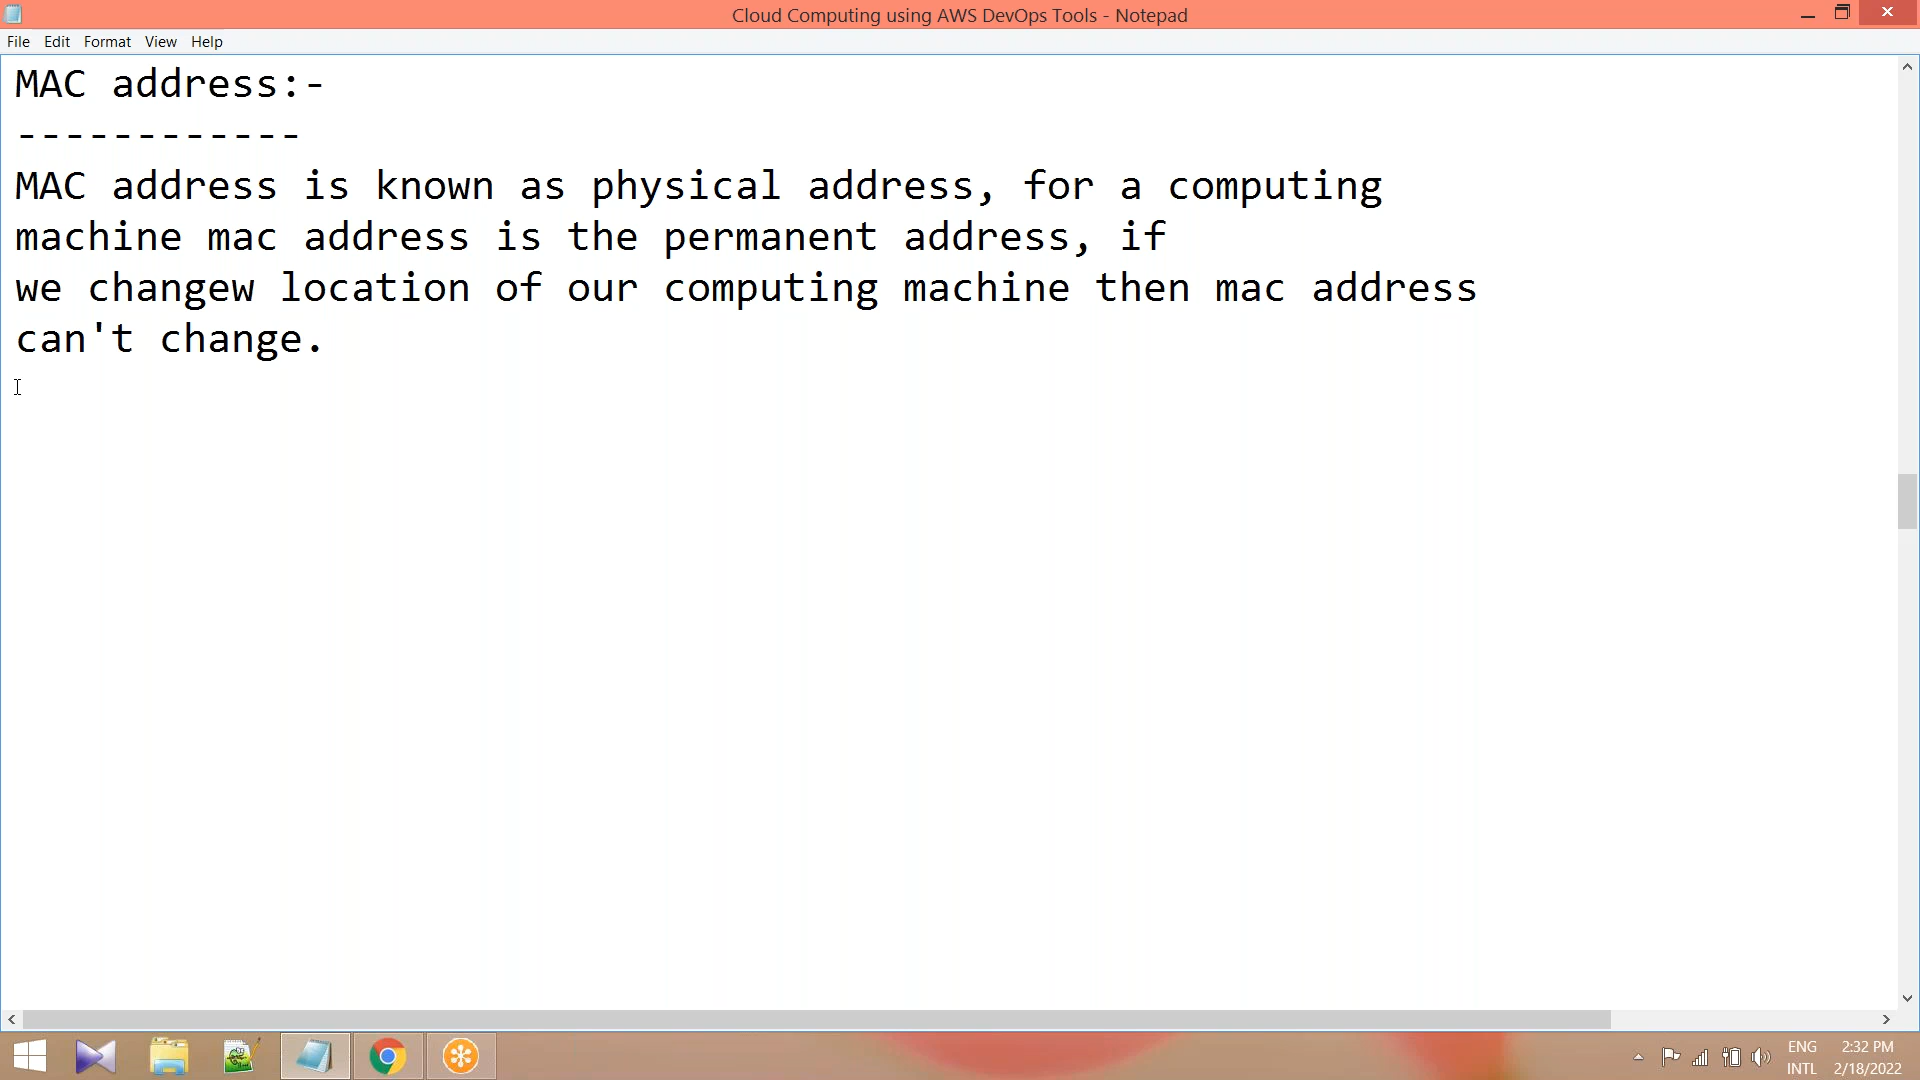 Cloud Computing using AWS DevOps Tools - Notepad
File Edit Format View Help
MAC address:-
------------
MAC address is known as physical address, for a computing
machine mac address is the permanent address, if
we changew location of our computing machine then mac address
can't change.
ENG 2:32 PM
INTL 2/18/2022